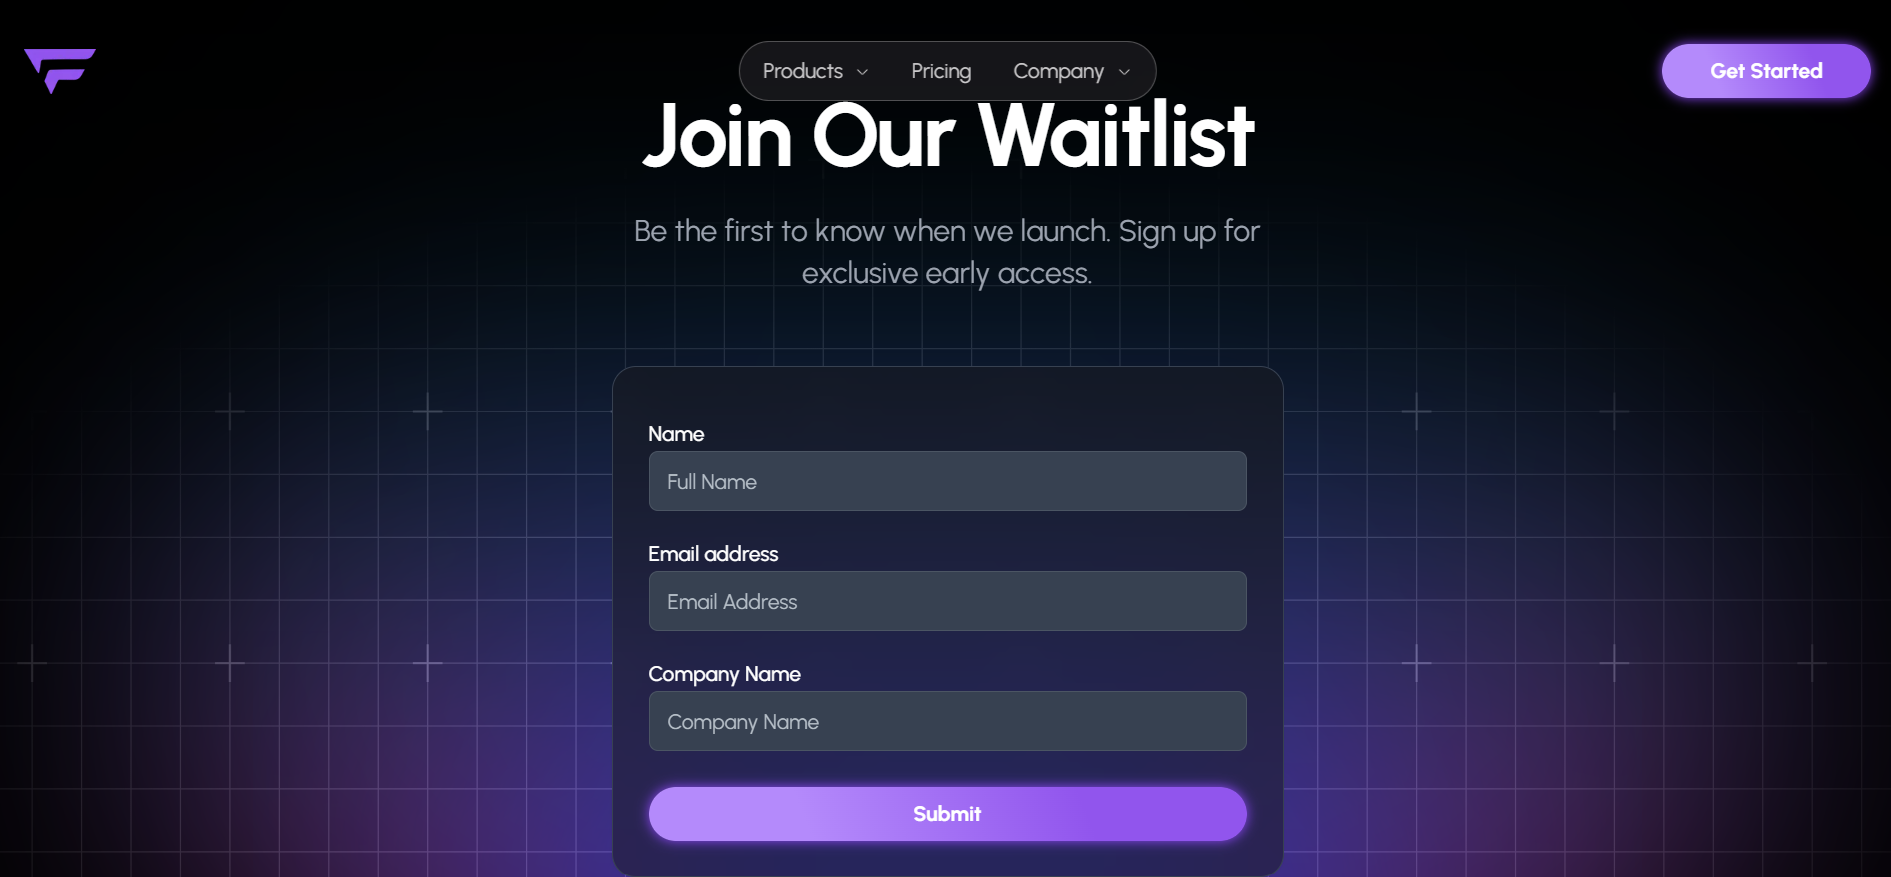 Products
Pricing
Company
Get Started
Join Our Waitlist
Be the first to know when we launch. Sign up for
exclusive early access.
Name
Full Name
Email address
Email Address
Company Name
Company Name
Submit